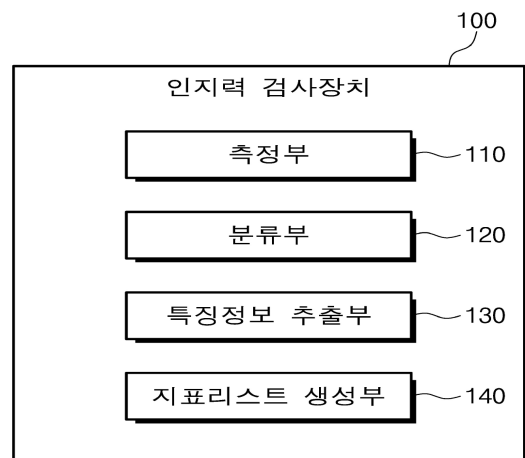 100
인지력 검사장치
측정부 110
분류부 120
특징정보 추출부 130
지표리스트 생성부 140